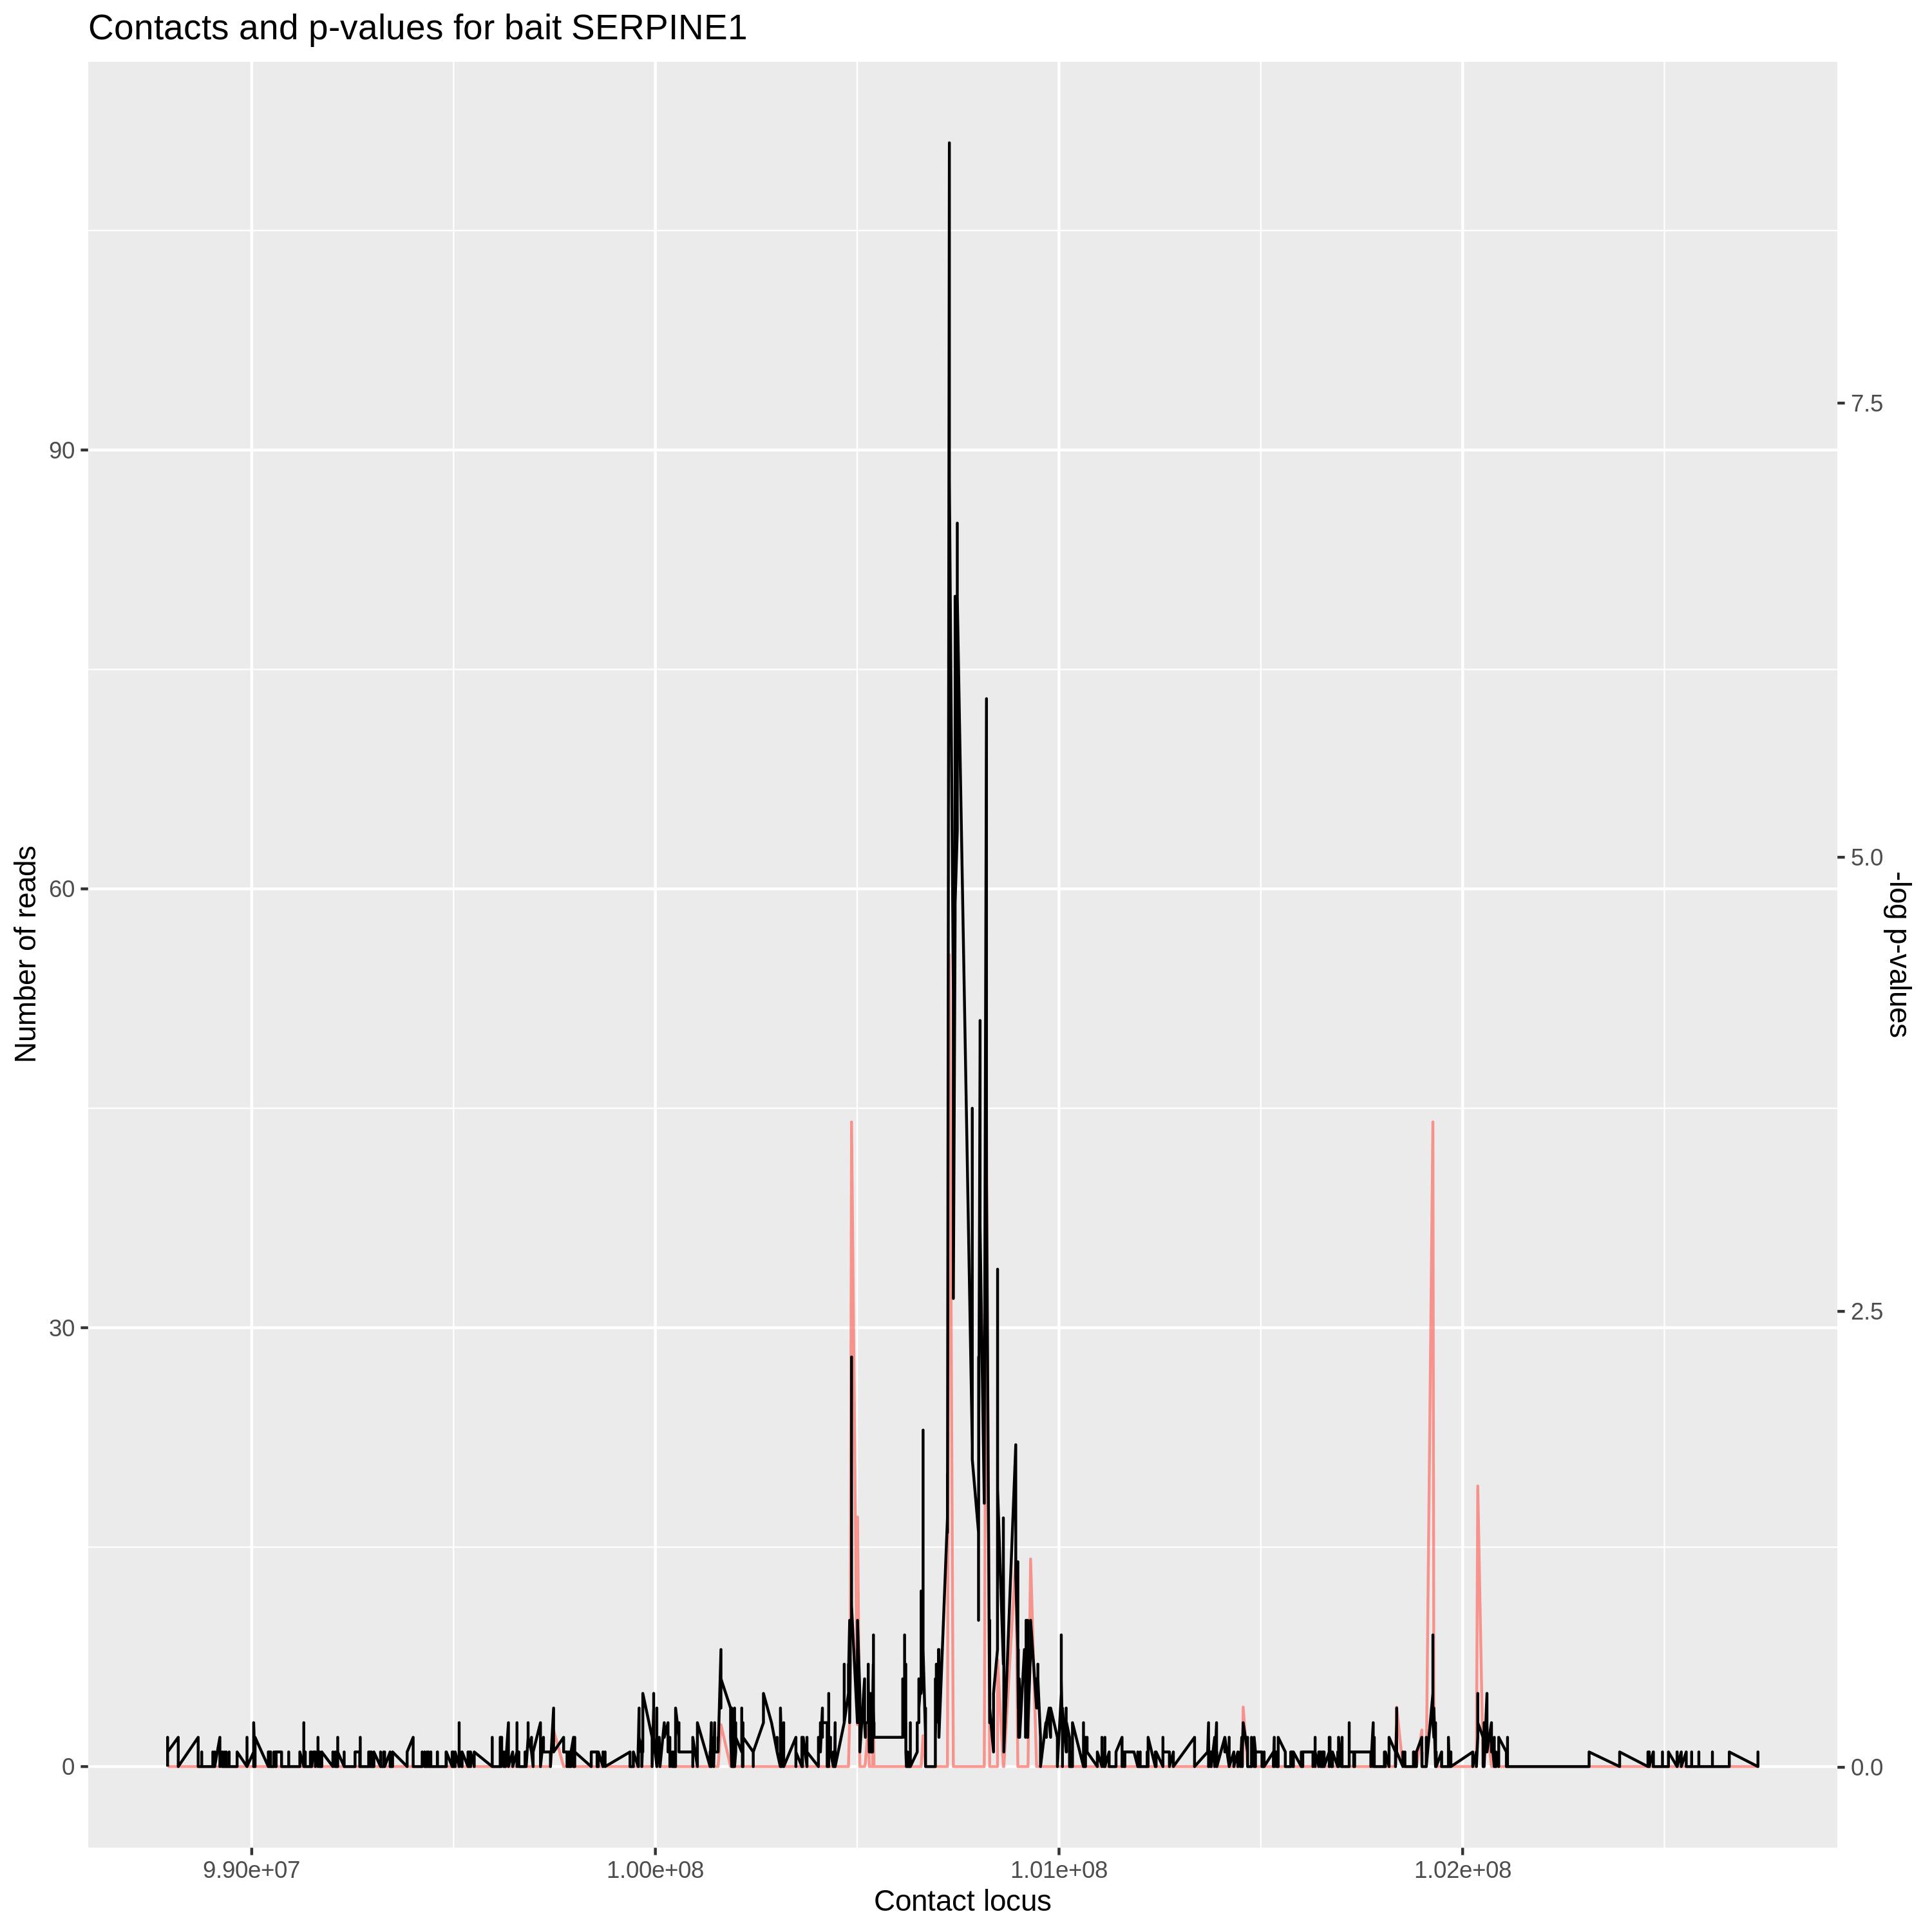 Contacts and p-values for bait SERPINE1
Number of reads
90
60
30
0
7.5
5.0
2.5
0.0
-log p-values
9.90e+07
1.00e+08
1.01e+08
1.02e+08
Contact locus